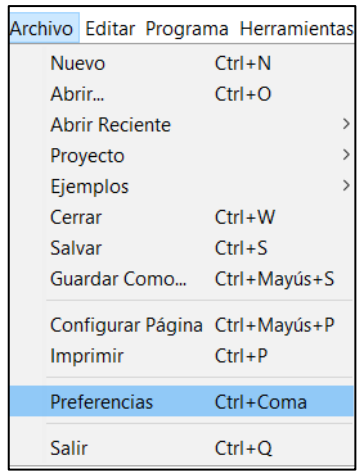 Archivo Editar Programa Herramientas
Nuevo Ctrl+N
Abrir... Ctrl+O
Abrir Reciente >
Proyecto >
Ejemplos >
Cerrar Ctrl+W
Salvar Ctrl+S
Guardar Como... Ctrl+Mayús+S
Configurar Página Ctrl+Mayús+P
Imprimir Ctrl+P
Preferencias Ctrl+Coma
Salir Ctrl+Q